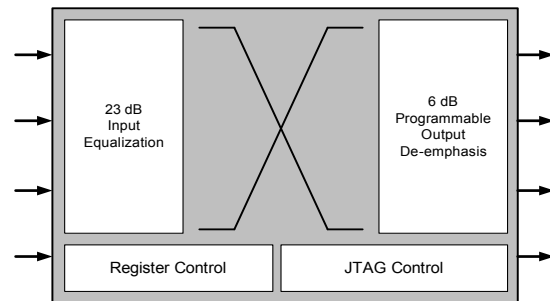 23 dB
Input
Equalization
6 dB
Programmable
Output
De-emphasis
Register Control
JTAG Control